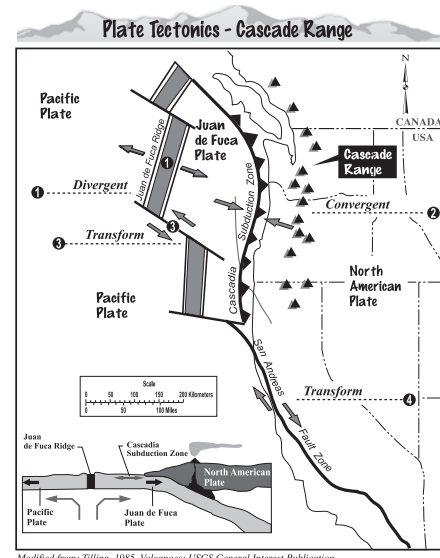 Plate Tectonics - Cascade Range
N
Pacific
Plate
CANADA
USA
Juan
de Fuca
Plate
Juan de Fuca Ridge
1
Cascade
Range
1
Divergent
Subduction Zone
Convergent
2
3
3
Transform
Cascadia
North
American
Plate
Pacific
Plate
San Andreas
Fault Zone
Transform
4
Scale
0 50 100 150 200 Kilometers
0 50 100 Miles
Juan
de Fuca Ridge
Cascadia
Subduction Zone
North American
Plate
Pacific
Plate
Juan de Fuca
Plate
Modified from: Tilling, 1985, Volcanoes: USGS General Interest Publication